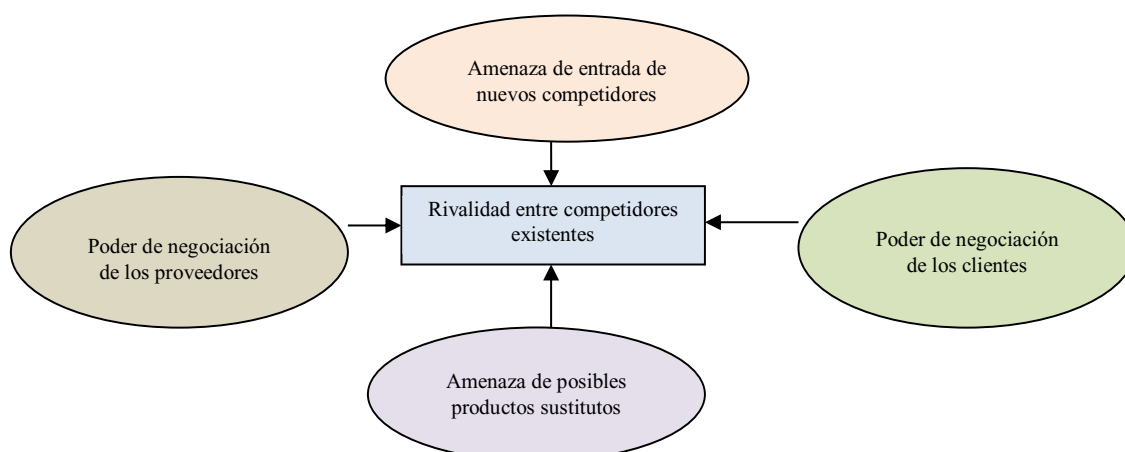 Amenaza de entrada de
nuevos competidores
Rivalidad entre competidores
existentes
Poder de negociación
de los proveedores
Poder de negociación
de los clientes
Amenaza de posibles
productos sustitutos